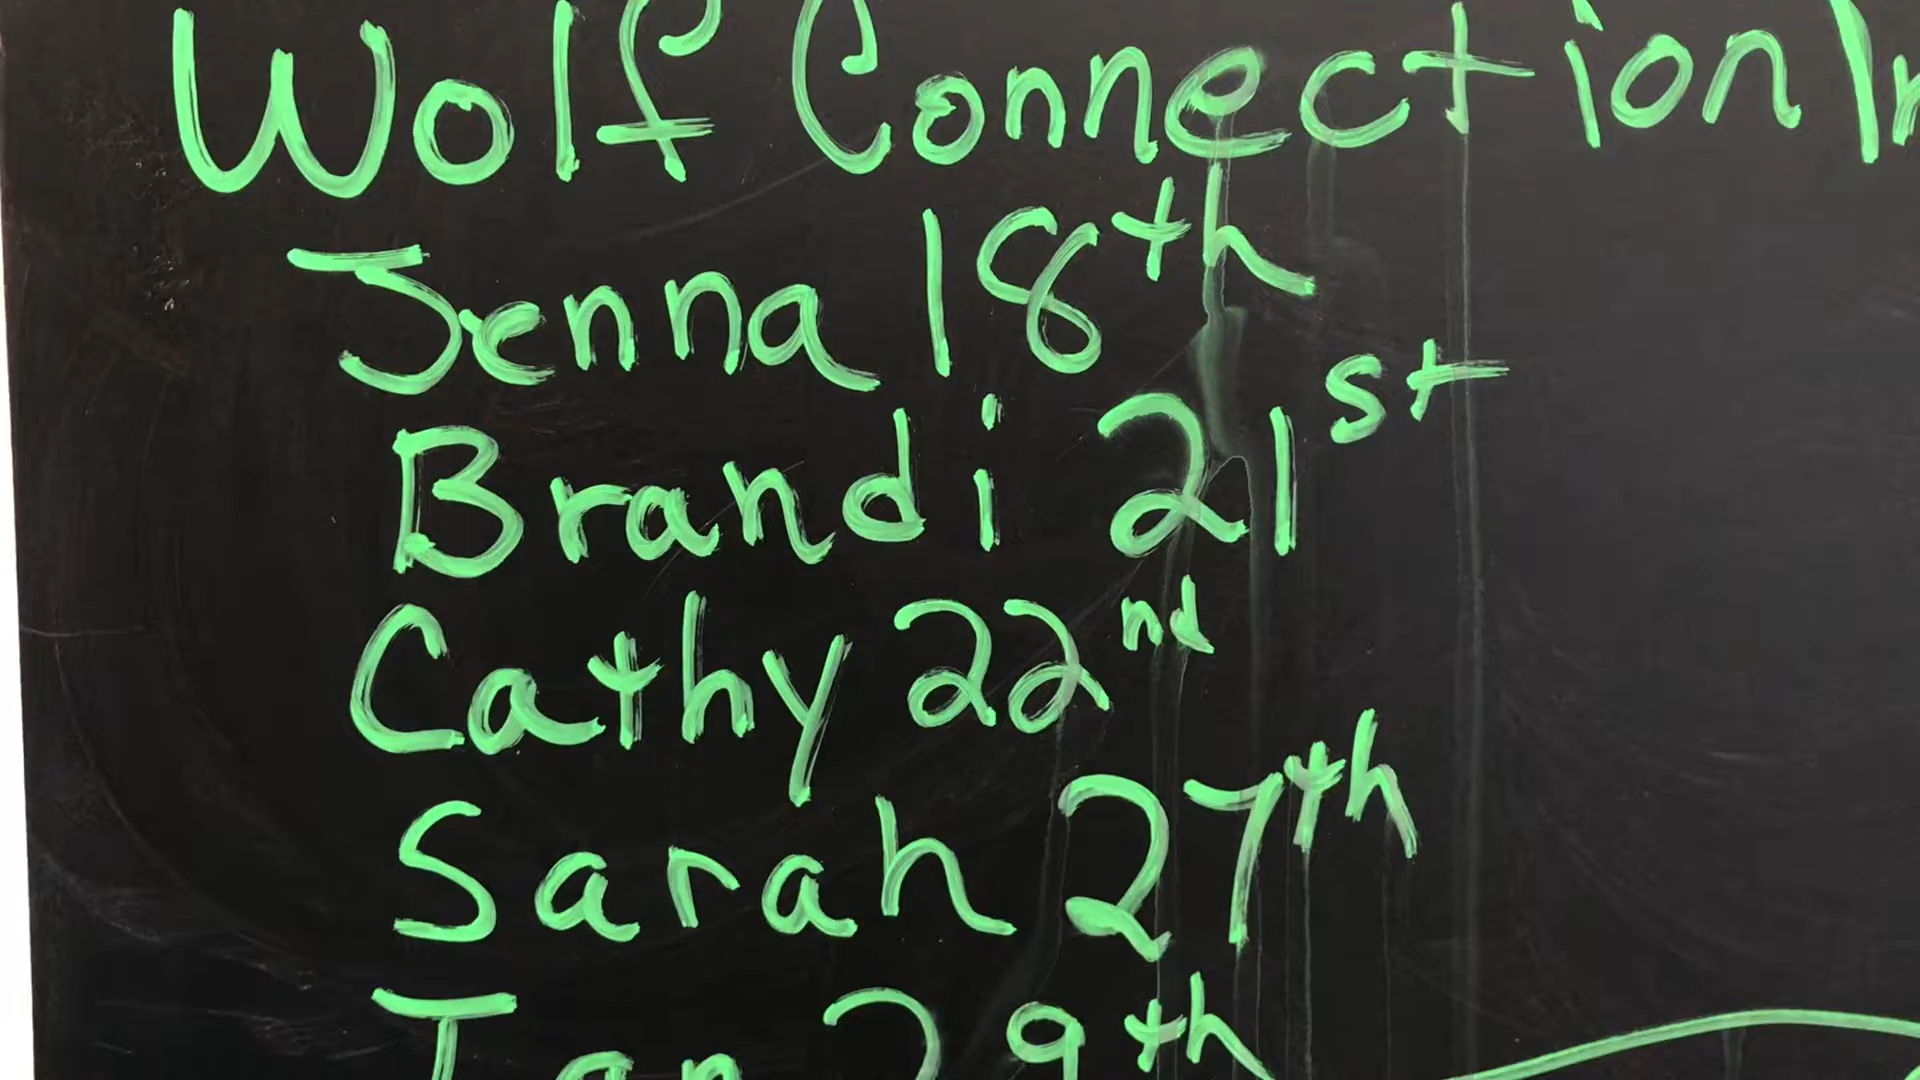 Wolf Connection
Jenna 18th
Brandi 21st
Cathy 22nd
Sarah 27th